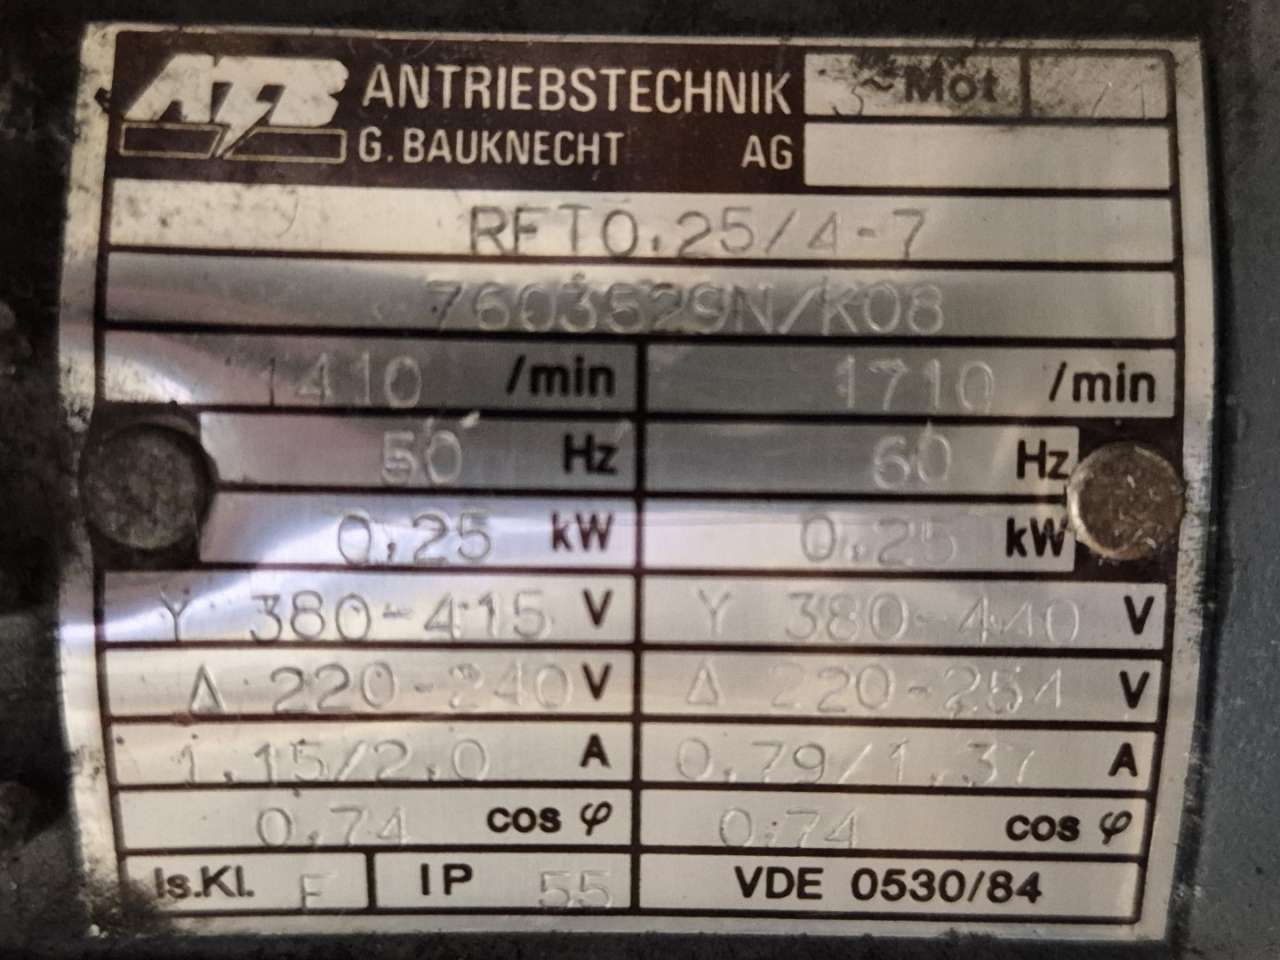 ATB ANTRIEBSTECHNIK 3~Mot 71
G. BAUKNECHT AG
RFT0,25/4-7
7603529N/K08
1410 /min 1710 /min
50 Hz 60 Hz
0,25 kW 0,25 kW
Y 380-415 V Y 380-440 V
Δ 220-240 V Δ 220-254 V
1,15/2,0 A 0,79/1,37 A
0,74 cos φ 0,74 cos φ
Is.Kl. F IP 55 VDE 0530/84